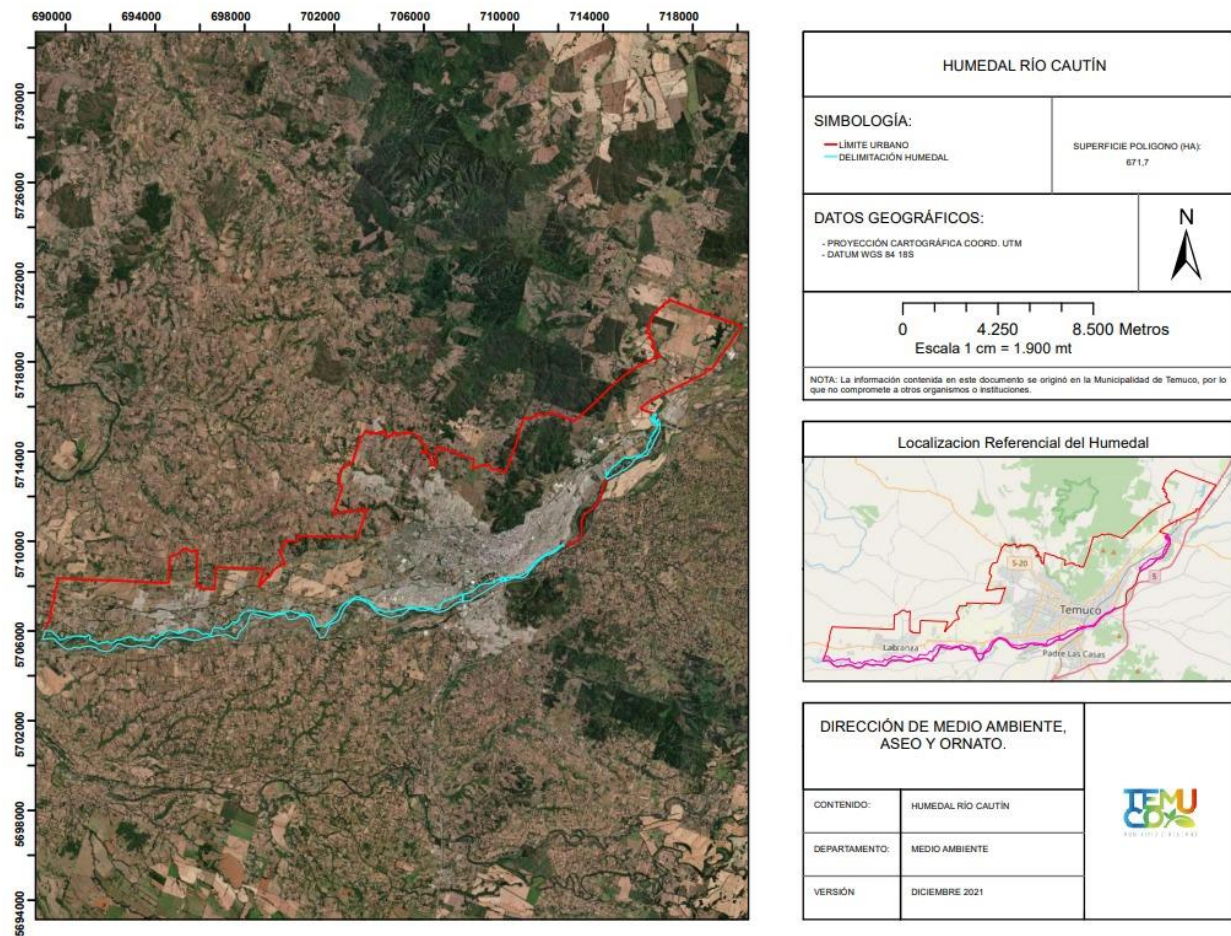 690000 694000 698000 702000 706000 710000 714000 718000
5730000
5726000
5722000
5718000
5714000
5710000
5706000
5702000
5698000
5694000
HUMEDAL RÍO CAUTÍN
SIMBOLOGÍA:
LÍMITE URBANO
DELIMITACIÓN HUMEDAL
SUPERFICIE POLIGONO (HA):
671,7
DATOS GEOGRÁFICOS:
- PROYECCIÓN CARTOGRÁFICA COORD. UTM
- DATUM WGS 84 18S
N
0 4.250 8.500 Metros
Escala 1 cm = 1.900 mt
NOTA: La información contenida en este documento se originó en la Municipalidad de Temuco, por lo
que no compromete a otros organismos o instituciones.
Localizacion Referencial del Humedal
S-20
5
Temuco
Labranza
Padre Las Casas
DIRECCIÓN DE MEDIO AMBIENTE,
ASEO Y ORNATO.
CONTENIDO: HUMEDAL RÍO CAUTÍN
DEPARTAMENTO: MEDIO AMBIENTE
VERSIÓN DICIEMBRE 2021
TEMU
CO